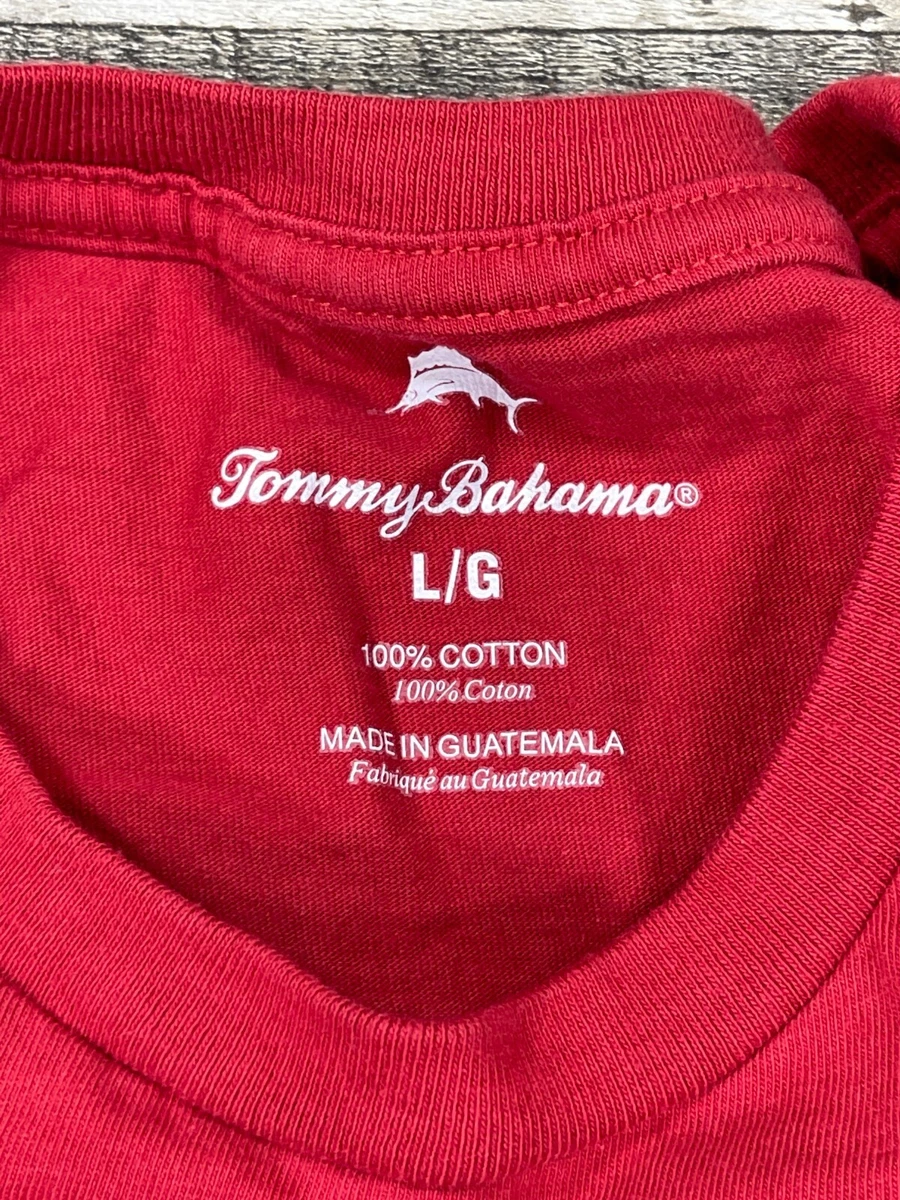 Tommy Bahama®
L/G
100% COTTON
100% Coton
MADE IN GUATEMALA
Fabriqué au Guatemala